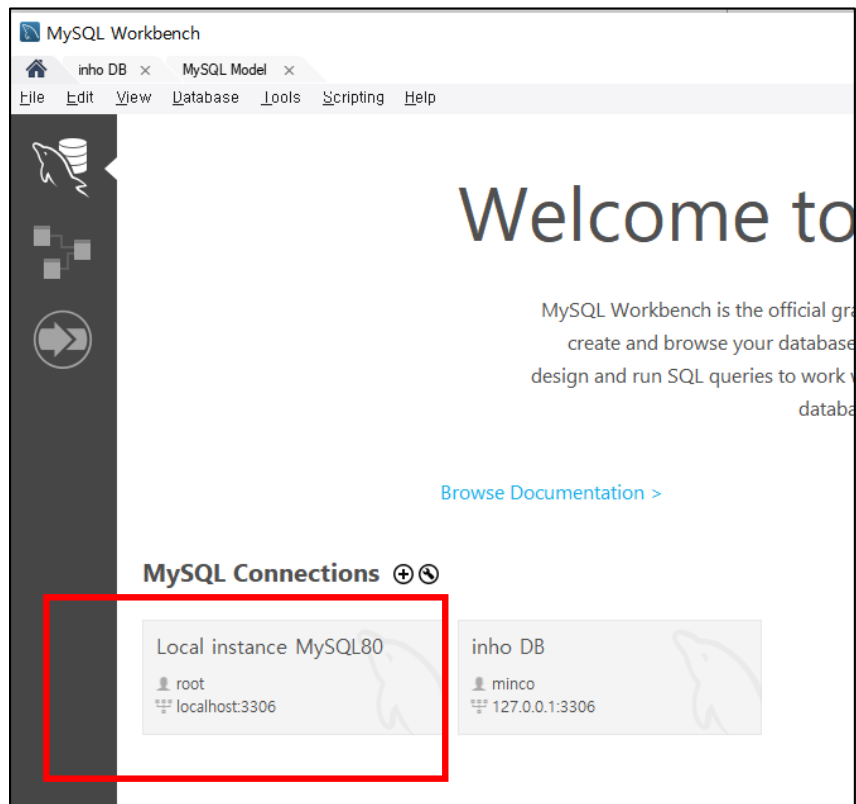 MySQL Workbench
inho DB ×
MySQL Model ×
File Edit View Database Tools Scripting Help
Welcome to
MySQL Workbench is the official gra
create and browse your database
design and run SQL queries to work
databa
Browse Documentation >
MySQL Connections
Local instance MySQL80
root
localhost:3306
inho DB
minco
127.0.0.1:3306